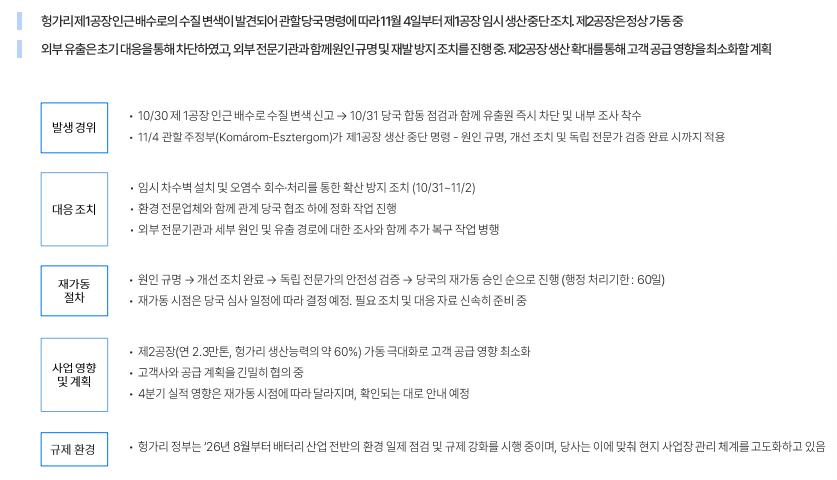 헝가리 제1공장 인근 배수로의 수질 변색이 발견되어 관할 당국 명령에 따라 11월 4일부터 제1공장 임시 생산 중단 조치. 제2공장은 정상 가동 중
외부 유출은 초기 대응을 통해 차단하였고, 외부 전문기관과 함께 원인 규명 및 재발 방지 조치를 진행 중. 제2공장 생산 확대를 통해 고객 공급 영향을 최소화할 계획
발생 경위
• 10/30 제 1공장 인근 배수로 수질 변색 신고 → 10/31 당국 합동 점검과 함께 유출원 즉시 차단 및 내부 조사 착수
• 11/4 관할 주정부(Komárom-Esztergom)가 제1공장 생산 중단 명령 - 원인 규명, 개선 조치 및 독립 전문가 검증 완료 시까지 적용
대응 조치
• 임시 차수벽 설치 및 오염수 회수·처리를 통한 확산 방지 조치 (10/31~11/2)
• 환경 전문업체와 함께 관계 당국 협조 하에 정화 작업 진행
• 외부 전문기관과 세부 원인 및 유출 경로에 대한 조사와 함께 추가 복구 작업 병행
재가동
절차
• 원인 규명 → 개선 조치 완료 → 독립 전문가의 안전성 검증 → 당국의 재가동 승인 순으로 진행 (행정 처리기한 : 60일)
• 재가동 시점은 당국 심사 일정에 따라 결정 예정. 필요 조치 및 대응 자료 신속히 준비 중
사업 영향
및 계획
• 제2공장(연 2.3만톤, 헝가리 생산능력의 약 60%) 가동 극대화로 고객 공급 영향 최소화
• 고객사와 공급 계획을 긴밀히 협의 중
• 4분기 실적 영향은 재가동 시점에 따라 달라지며, 확인되는 대로 안내 예정
규제 환경
• 헝가리 정부는 ‘26년 8월부터 배터리 산업 전반의 환경 일제 점검 및 규제 강화를 시행 중이며, 당사는 이에 맞춰 현지 사업장 관리 체계를 고도화하고 있음